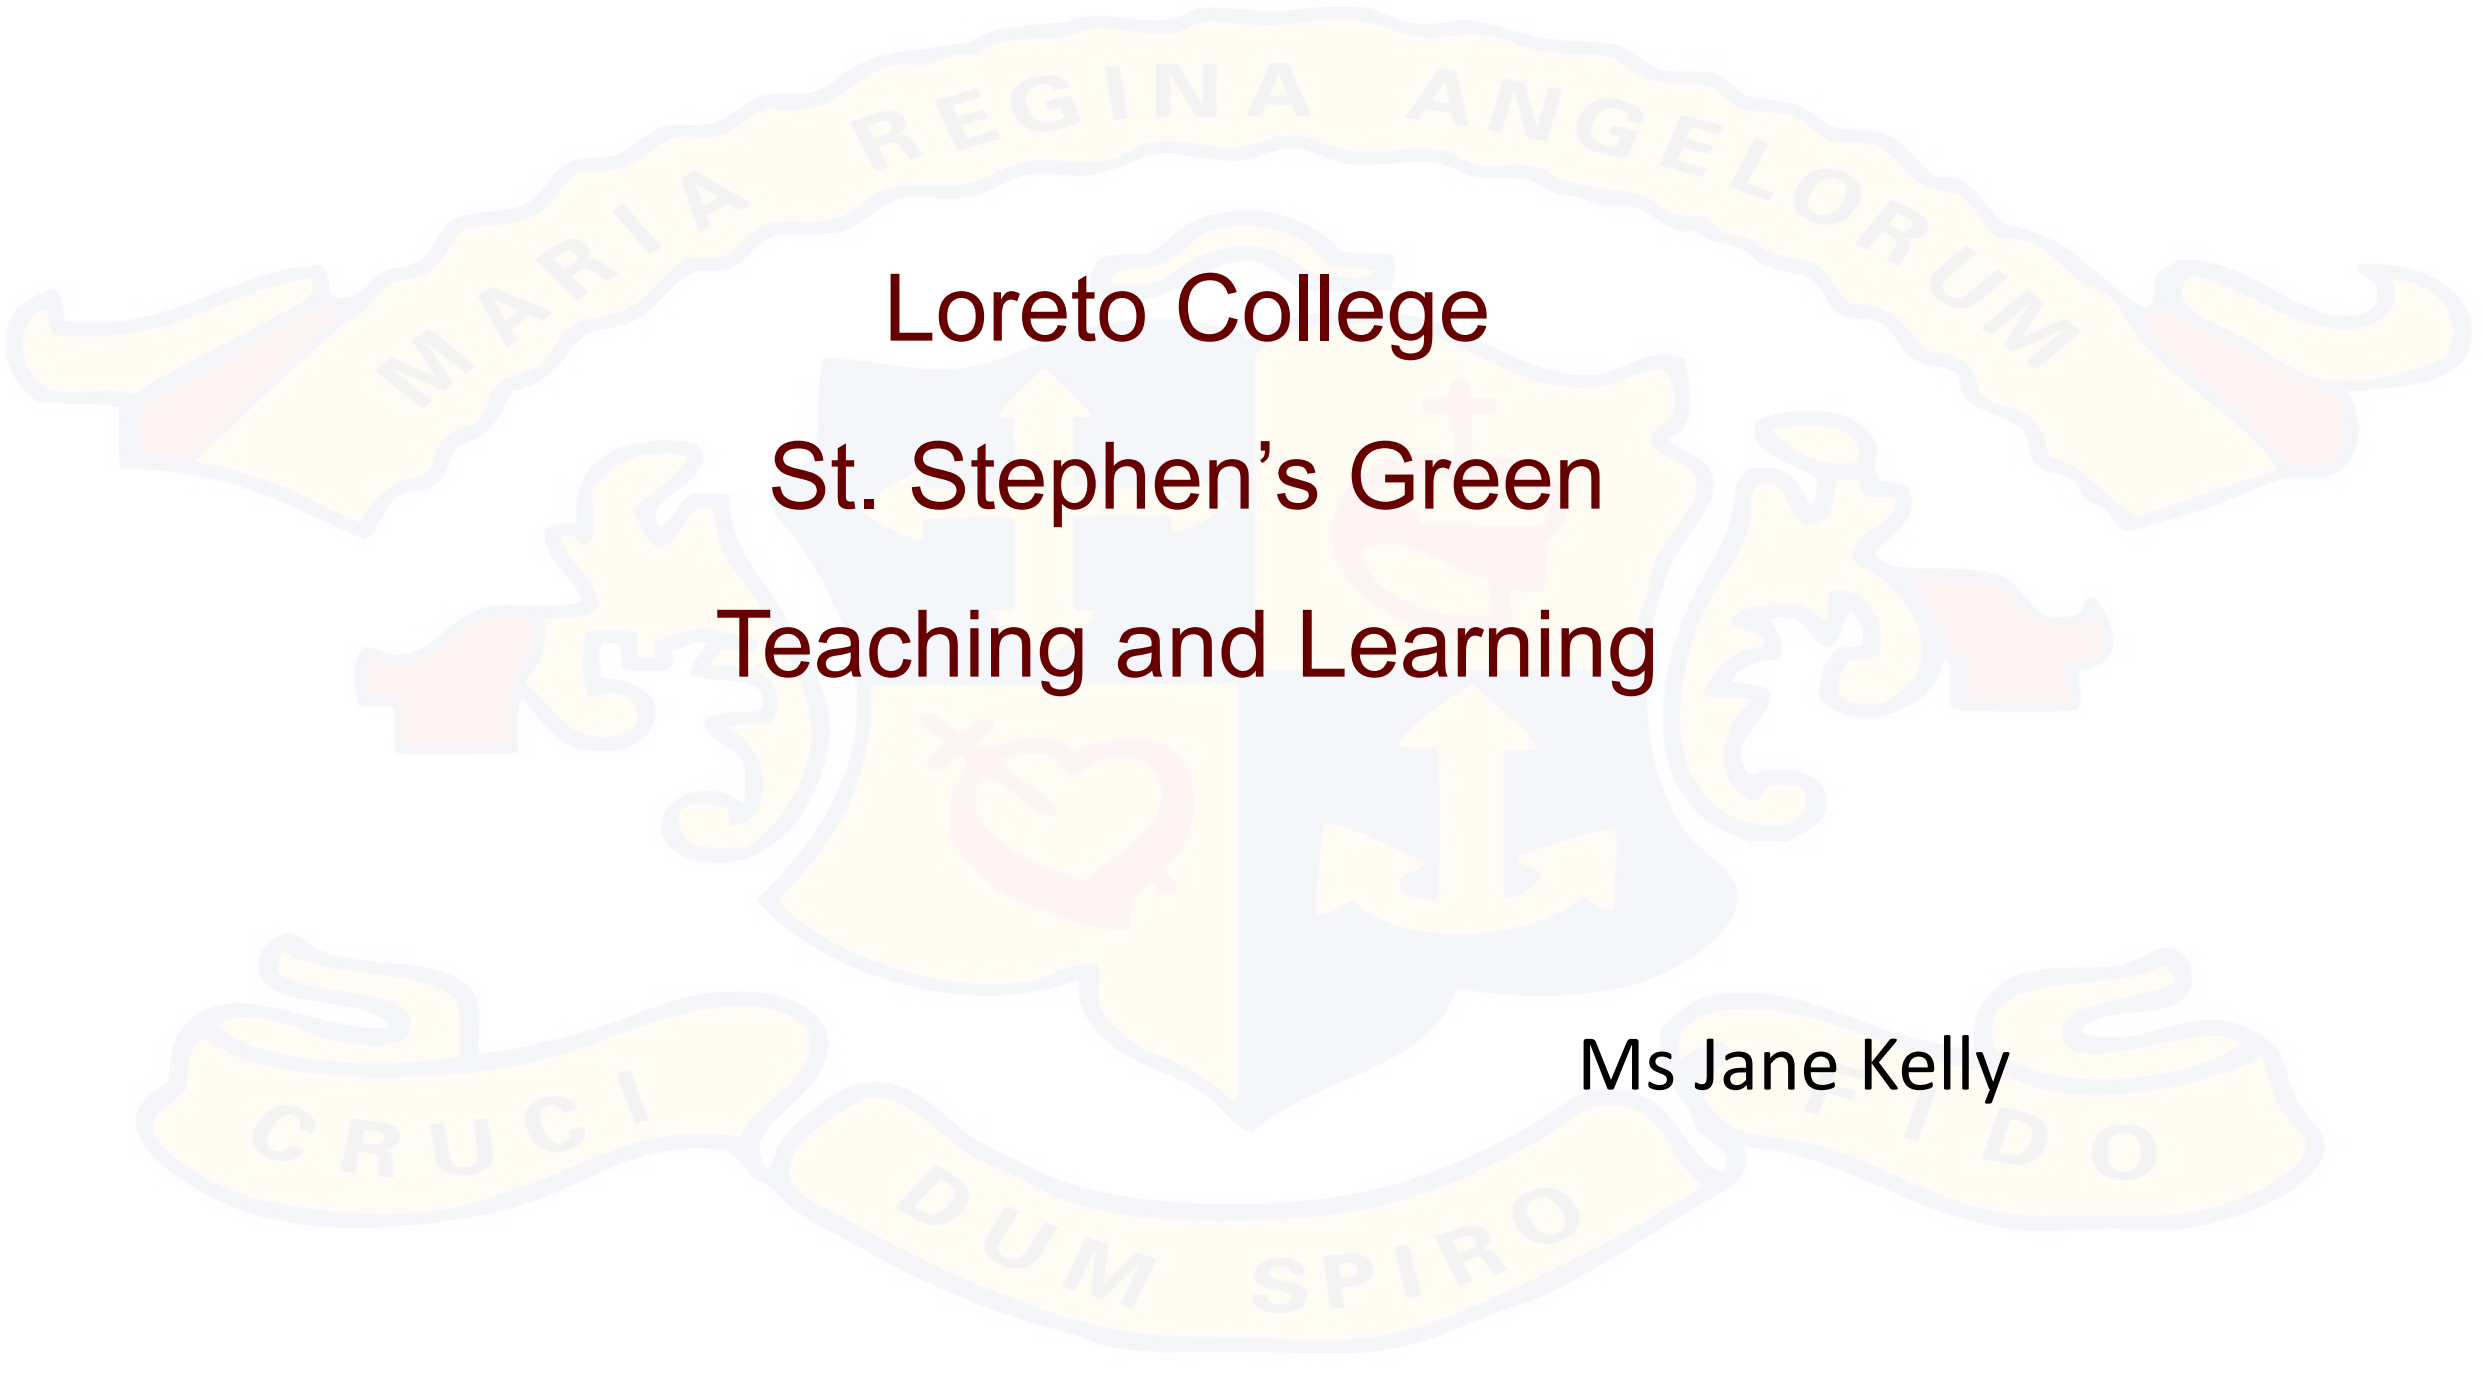 MARIA REGINA ANGELORUM
Loreto College
St. Stephen’s Green
Teaching and Learning
Ms Jane Kelly
CRUCI DUM SPIRO FIDO